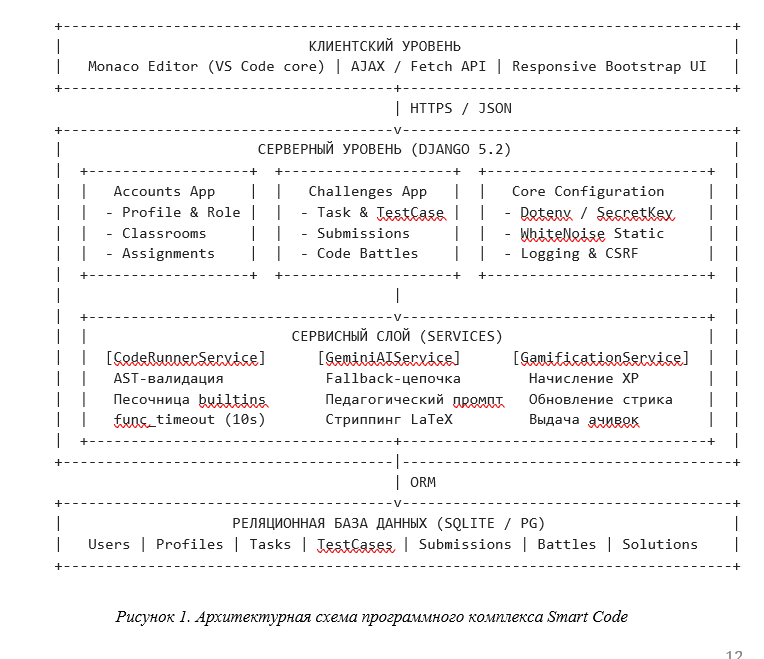 КЛИЕНТСКИЙ УРОВЕНЬ
Monaco Editor (VS Code core) | AJAX / Fetch API | Responsive Bootstrap UI
HTTPS / JSON
СЕРВЕРНЫЙ УРОВЕНЬ (DJANGO 5.2)
Accounts App | Challenges App | Core Configuration
- Profile & Role | - Task & TestCase | - Dotenv / SecretKey
- Classrooms | - Submissions | - WhiteNoise Static
- Assignments | - Code Battles | - Logging & CSRF
СЕРВИСНЫЙ СЛОЙ (SERVICES)
[CodeRunnerService] [GeminiAIService] [GamificationService]
AST-валидация Fallback-цепочка Начисление XP
Песочница builtins Педагогический промпт Обновление стрика
func_timeout (10s) Стриппинг LaTeX Выдача ачивок
ORM
РЕЛЯЦИОННАЯ БАЗА ДАННЫХ (SQLITE / PG)
Users | Profiles | Tasks | TestCases | Submissions | Battles | Solutions
Рисунок 1. Архитектурная схема программного комплекса Smart Code
12